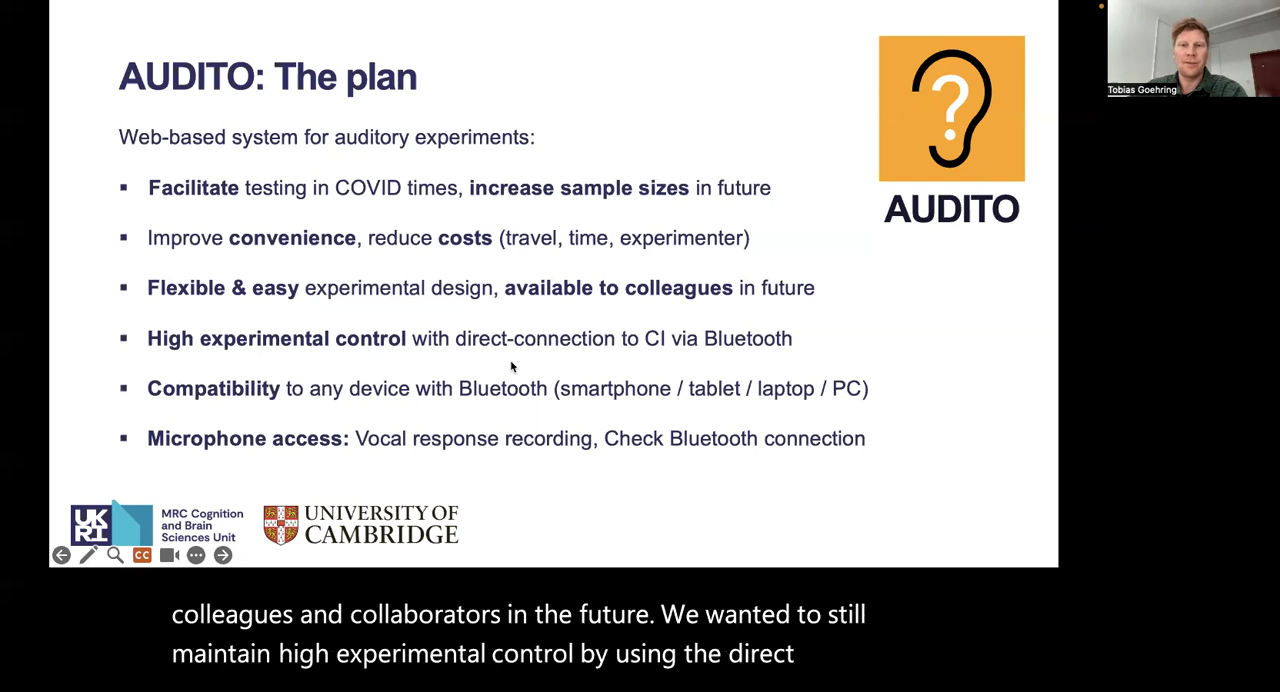 AUDITO: The plan
Web-based system for auditory experiments:
▪ Facilitate testing in COVID times, increase sample sizes in future
▪ Improve convenience, reduce costs (travel, time, experimenter)
▪ Flexible & easy experimental design, available to colleagues in future
▪ High experimental control with direct-connection to CI via Bluetooth
▪ Compatibility to any device with Bluetooth (smartphone / tablet / laptop / PC)
▪ Microphone access: Vocal response recording, Check Bluetooth connection
?
AUDITO
Tobias Goehring
UK
RI
MRC Cognition
and Brain
Sciences Unit
UNIVERSITY OF
CAMBRIDGE
CC
colleagues and collaborators in the future. We wanted to still
maintain high experimental control by using the direct